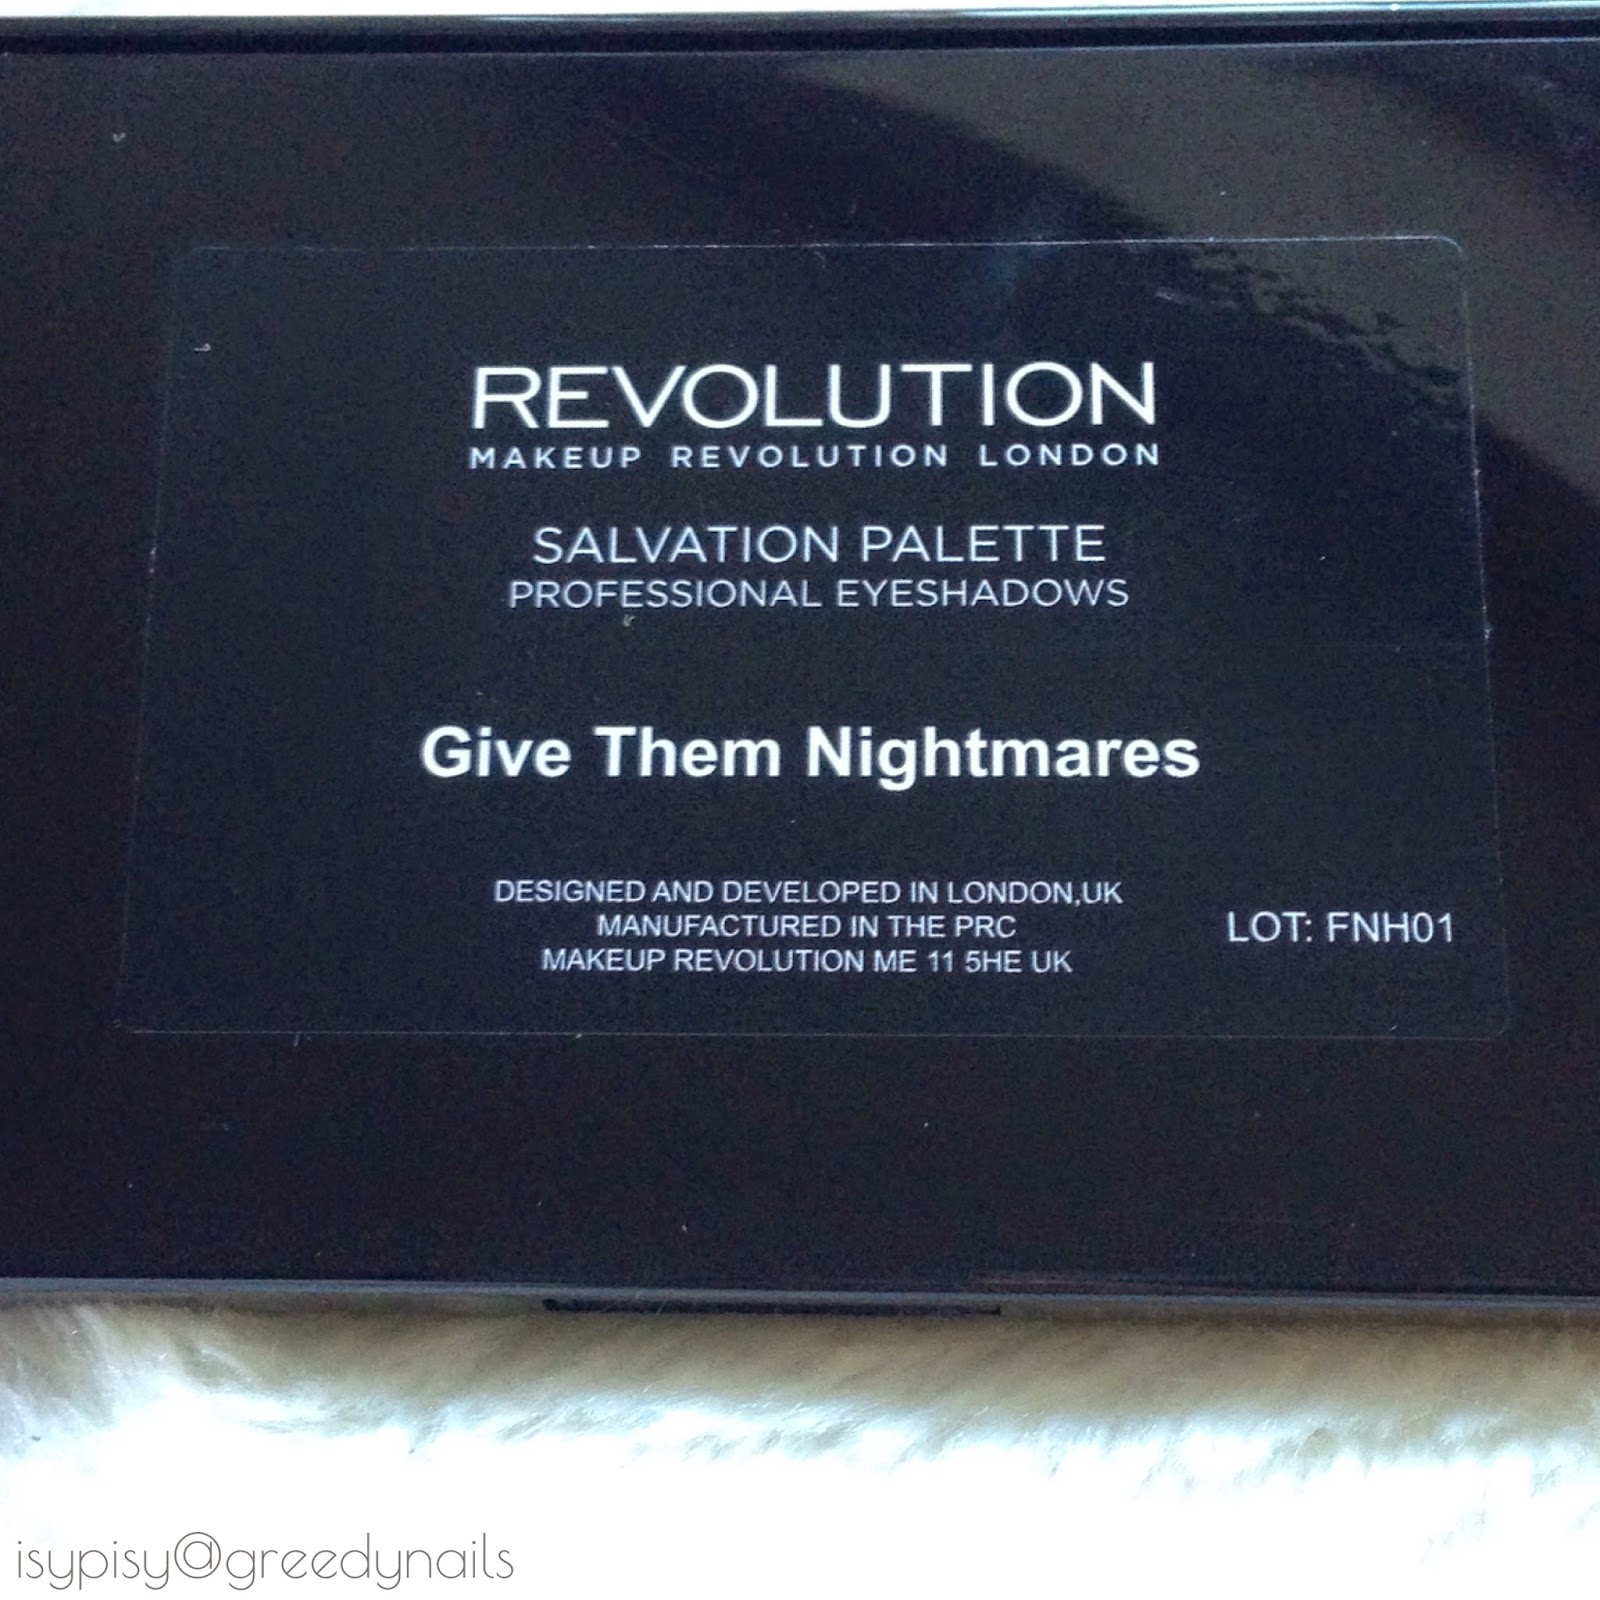 REVOLUTION
MAKEUP REVOLUTION LONDON
SALVATION PALETTE
PROFESSIONAL EYESHADOWS
Give Them Nightmares
DESIGNED AND DEVELOPED IN LONDON,UK
MANUFACTURED IN THE PRC
MAKEUP REVOLUTION ME 11 5HE UK
LOT: FNH01
isypisy@greedynails